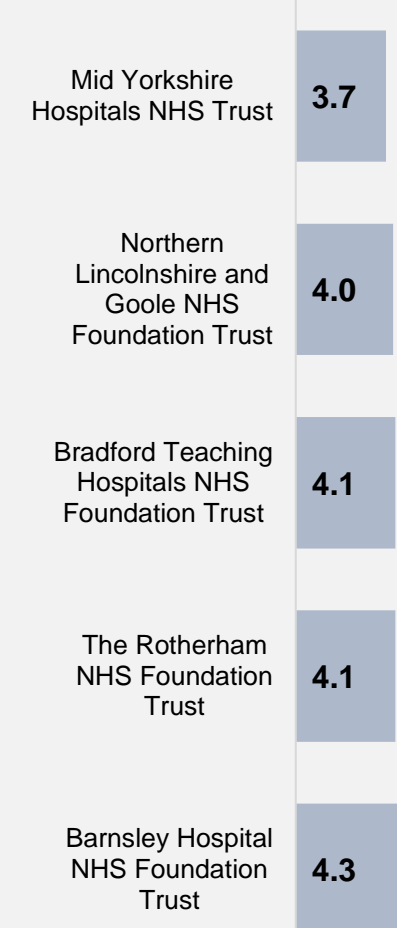 Mid Yorkshire
Hospitals NHS Trust
3.7
Northern
Lincolnshire and
Goole NHS
Foundation Trust
4.0
Bradford Teaching
Hospitals NHS
Foundation Trust
4.1
The Rotherham
NHS Foundation
Trust
4.1
Barnsley Hospital
NHS Foundation
Trust
4.3